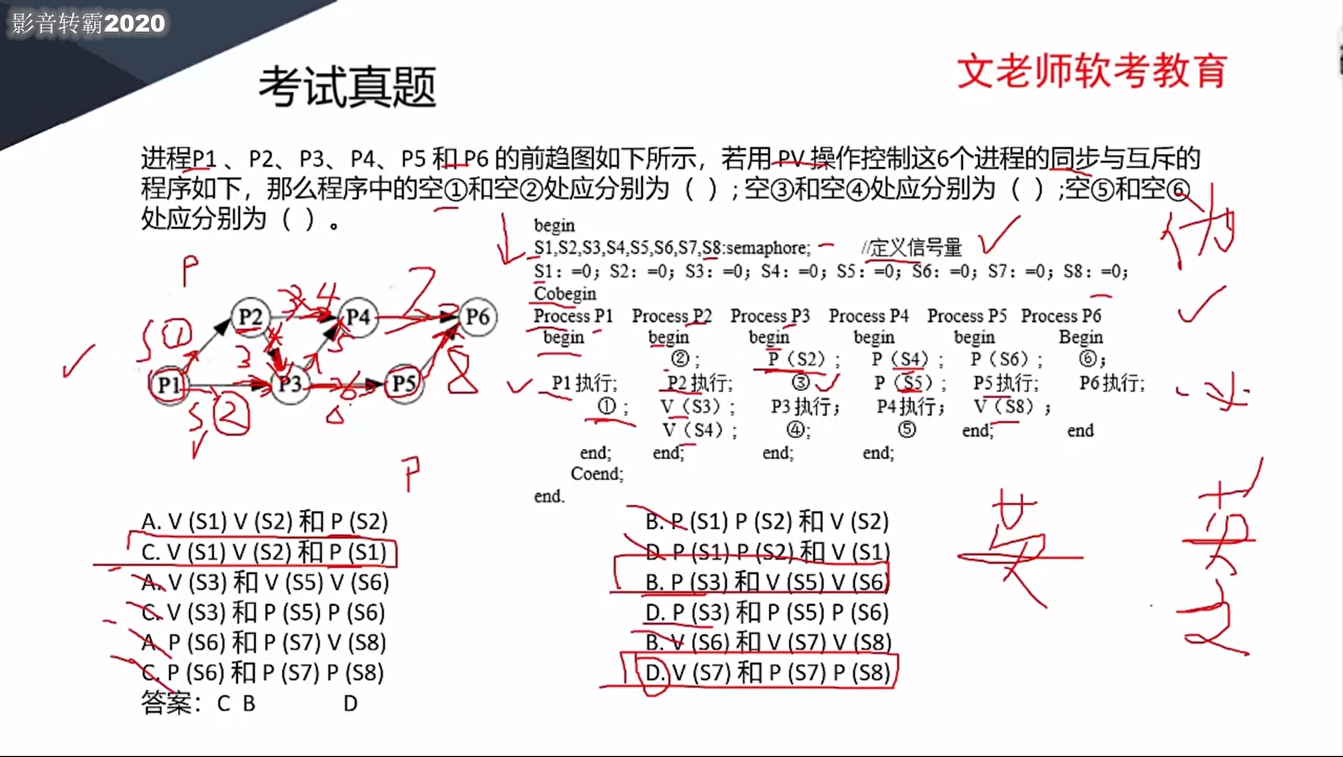 影音转霸2020
考试真题
文老师软考教育
进程P1 、P2、P3、P4、P5 和 P6 的前趋图如下所示，若用 PV 操作控制这6个进程的同步与互斥的
程序如下，那么程序中的空①和空②处应分别为（ ）; 空③和空④处应分别为（ ）;空⑤和空⑥
处应分别为（ ）。
begin
S1,S2,S3,S4,S5,S6,S7,S8:semaphore; //定义信号量
S1：=0；S2：=0；S3：=0；S4：=0；S5：=0；S6：=0；S7：=0；S8：=0；
Cobegin
Process P1 Process P2 Process P3 Process P4 Process P5 Process P6
begin begin begin begin begin Begin
②； P（S2）； P（S4）； P（S6）； ⑥；
P1执行； P2执行； ③ P（S5）； P5执行； P6执行；
①； V（S3）； P3执行； P4执行； V（S8）；
V（S4）； ④； ⑤ end; end
end; end; end; end;
Coend;
end.
P
S① 3 4 7
P2 P4 P6
3 5
P1 P3 P5
S② 6 8
P
A. V (S1) V (S2) 和 P (S2) B. P (S1) P (S2) 和 V (S2)
C. V (S1) V (S2) 和 P (S1) D. P (S1) P (S2) 和 V (S1)
A. V (S3) 和 V (S5) V (S6) B. P (S3) 和 V (S5) V (S6)
C. V (S3) 和 P (S5) P (S6) D. P (S3) 和 P (S5) P (S6)
A. P (S6) 和 P (S7) V (S8) B. V (S6) 和 V (S7) V (S8)
C. P (S6) 和 P (S7) P (S8) D. V (S7) 和 P (S7) P (S8)
答案：C B D